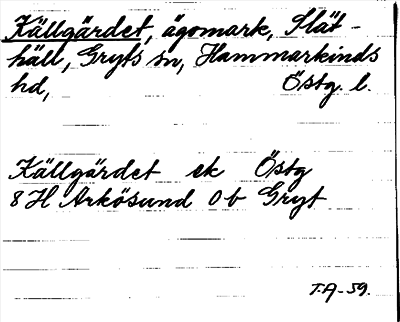 Källgärdet, ägomark, Slät-
häll, Gryts sn, Hammarkinds
hd, Östg. l.
Källgärdet ek Östg
8 H Arkösund 0 b Gryt
T.A-59.